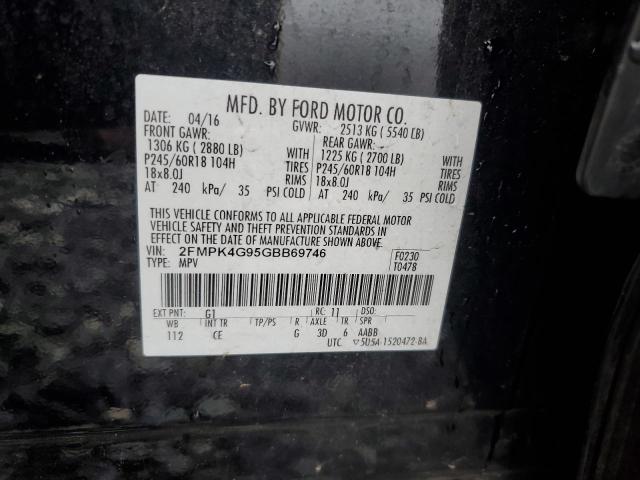 MFD. BY FORD MOTOR CO.
DATE: 04/16 GVWR: 2513 KG ( 5540 LB)
FRONT GAWR: REAR GAWR:
1306 KG ( 2880 LB) WITH 1225 KG ( 2700 LB) WITH
P245/60R18 104H TIRES P245/60R18 104H TIRES
18x8.0J RIMS 18x8.0J RIMS
AT 240 kPa/ 35 PSI COLD AT 240 kPa/ 35 PSI COLD
THIS VEHICLE CONFORMS TO ALL APPLICABLE FEDERAL MOTOR
VEHICLE SAFETY AND THEFT PREVENTION STANDARDS IN
EFFECT ON THE DATE OF MANUFACTURE SHOWN ABOVE.
VIN: 2FMPK4G95GBB69746 F0230
TYPE: MPV T0478
EXT PNT: G1 RC: 11 DSO:
WB INT TR TP/PS R AXLE TR SPR
112 CE G 3D 6 AABB
UTC ▽5U5A-1520472-BA